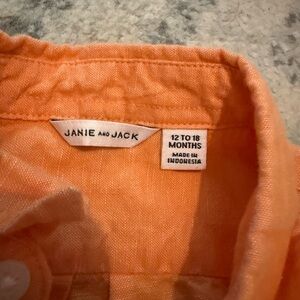 JANIE AND JACK
12 TO 18
MONTHS
MADE IN
INDONESIA